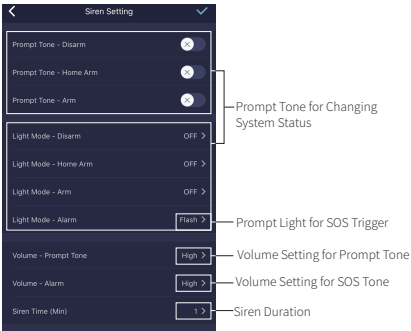 Siren Setting
Prompt Tone - Disarm
Prompt Tone - Home Arm
Prompt Tone - Arm
Prompt Tone for Changing
System Status
Light Mode - Disarm OFF >
Light Mode - Home Arm OFF >
Light Mode - Arm OFF >
Light Mode - Alarm Flash >
Prompt Light for SOS Trigger
Volume - Prompt Tone High >
Volume Setting for Prompt Tone
Volume - Alarm High >
Volume Setting for SOS Tone
Siren Time (Min) 1 >
Siren Duration